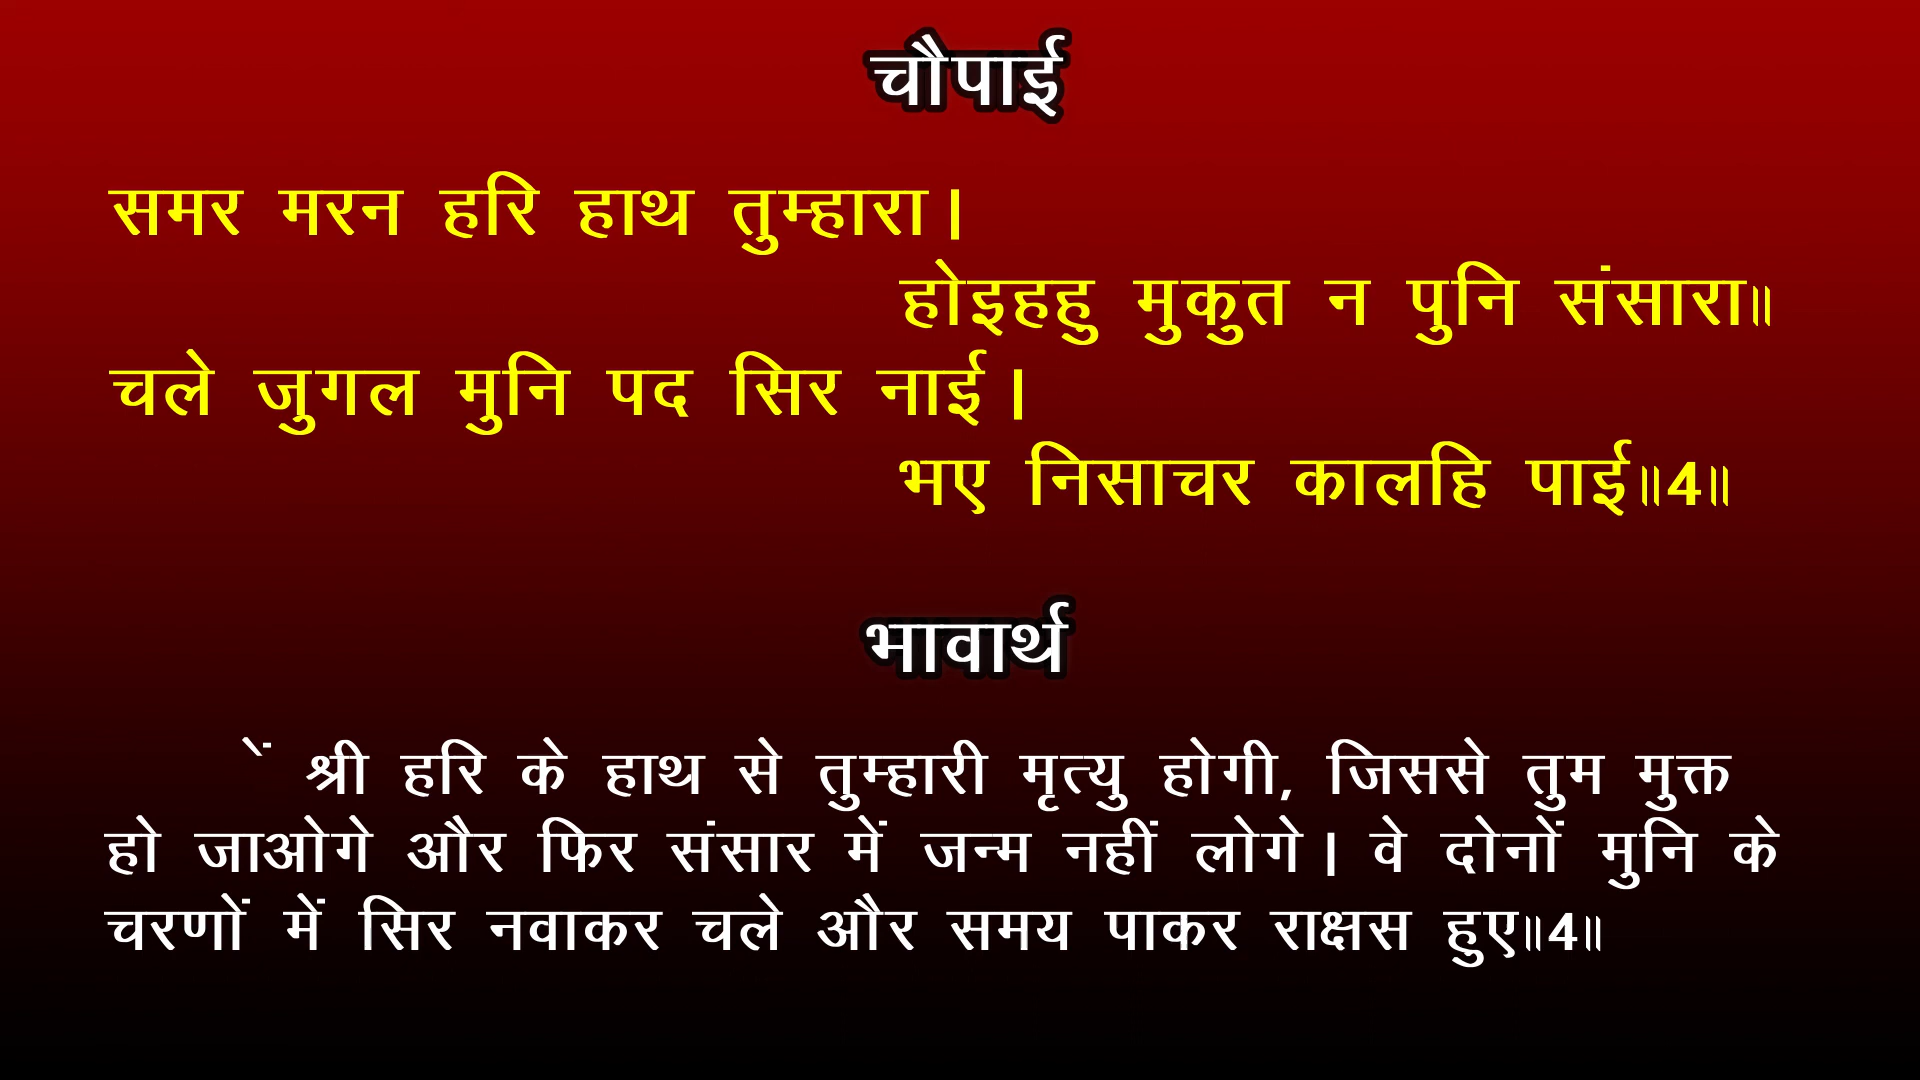 चौपाई
समर मरन हरि हाथ तुम्हारा।
होइहहु मुकुत न पुनि संसारा॥
चले जुगल मुनि पद सिर नाई।
भए निसाचर कालहि पाई॥4॥
भावार्थ
ें श्री हरि के हाथ से तुम्हारी मृत्यु होगी, जिससे तुम मुक्त
हो जाओगे और फिर संसार में जन्म नहीं लोगे। वे दोनों मुनि के
चरणों में सिर नवाकर चले और समय पाकर राक्षस हुए॥4॥